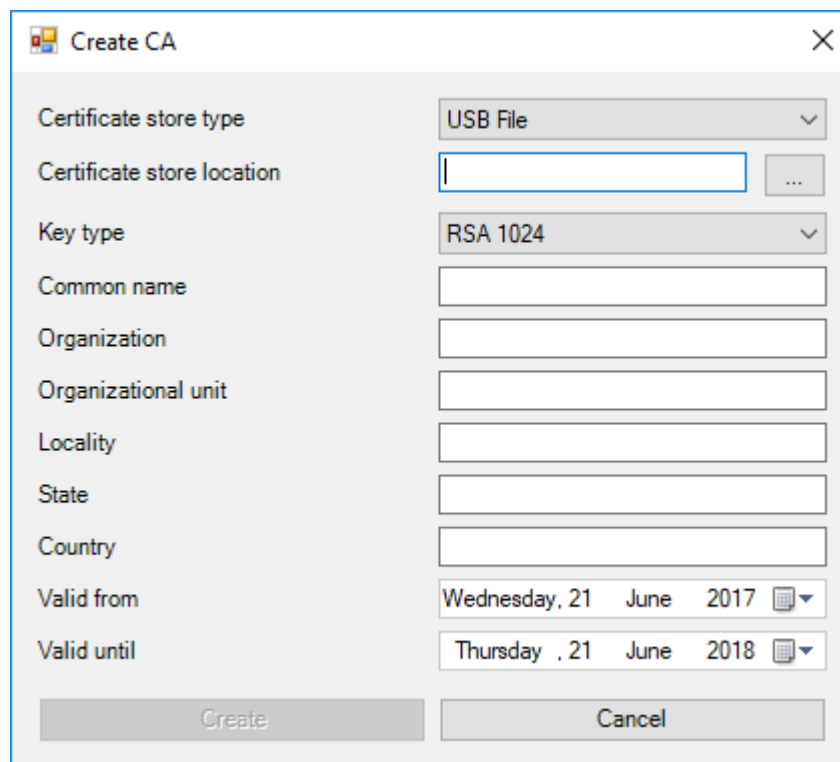 Create CA
Certificate store type USB File
Certificate store location ...
Key type RSA 1024
Common name
Organization
Organizational unit
Locality
State
Country
Valid from Wednesday, 21 June 2017
Valid until Thursday , 21 June 2018
Create Cancel